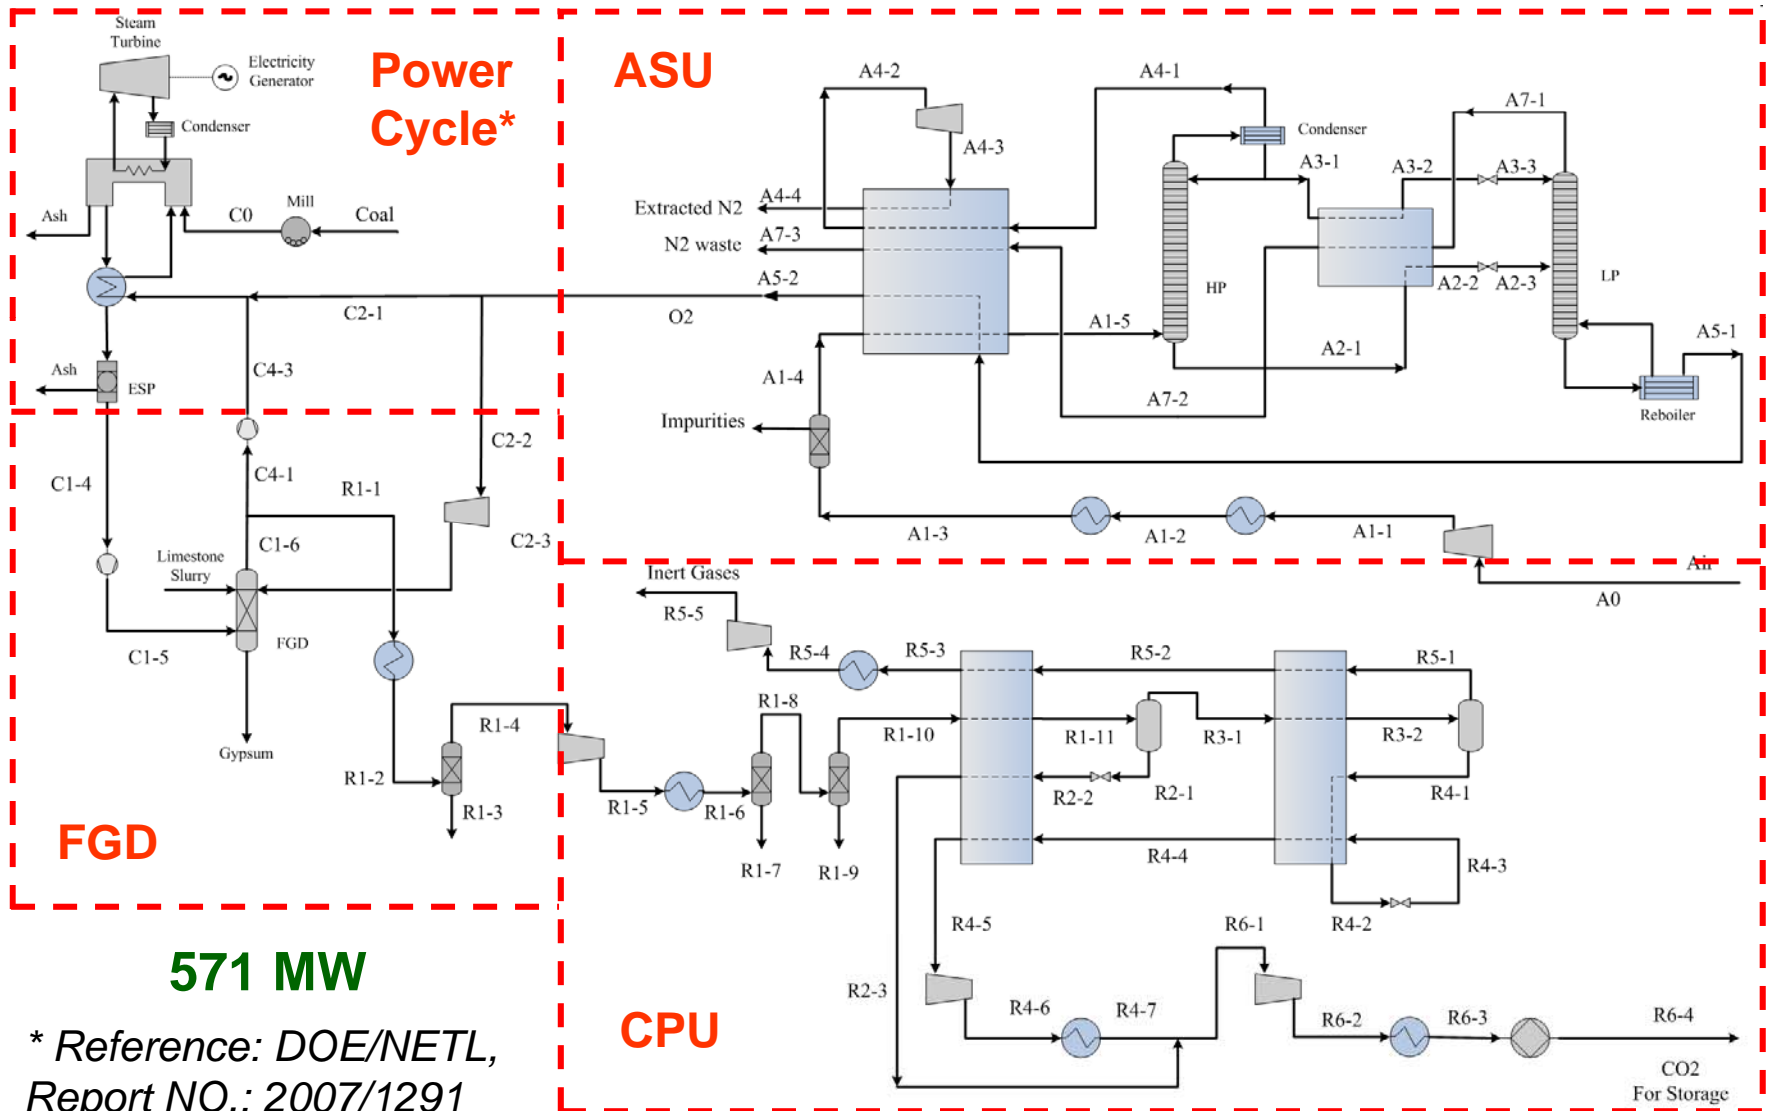 Steam
Turbine
Electricity
Generator
Condenser
Power
Cycle*
Ash
C0
Mill
Coal
C2-1
Ash
ESP
C4-3
C2-2
C1-4
C4-1
R1-1
C2-3
C1-6
Limestone
Slurry
C1-5
FGD
Gypsum
R1-2
R1-4
R1-3
FGD
571 MW
* Reference: DOE/NETL,
Report NO.: 2007/1291
ASU
A4-2
A4-1
A7-1
Condenser
A4-3
A3-1
A3-2
A3-3
A4-4
Extracted N2
N2 waste
A7-3
A5-2
O2
HP
A2-2
A2-3
LP
A1-5
A2-1
A5-1
A1-4
A7-2
Reboiler
Impurities
A1-3
A1-2
A1-1
Air
A0
Inert Gases
R5-5
R5-4
R5-3
R5-2
R5-1
R1-8
R1-10
R1-11
R3-1
R3-2
R1-5
R1-6
R2-2
R2-1
R4-1
R1-7
R1-9
R4-4
R4-3
R4-5
R4-2
R6-1
R2-3
R4-6
R4-7
R6-2
R6-3
R6-4
CPU
CO2
For Storage